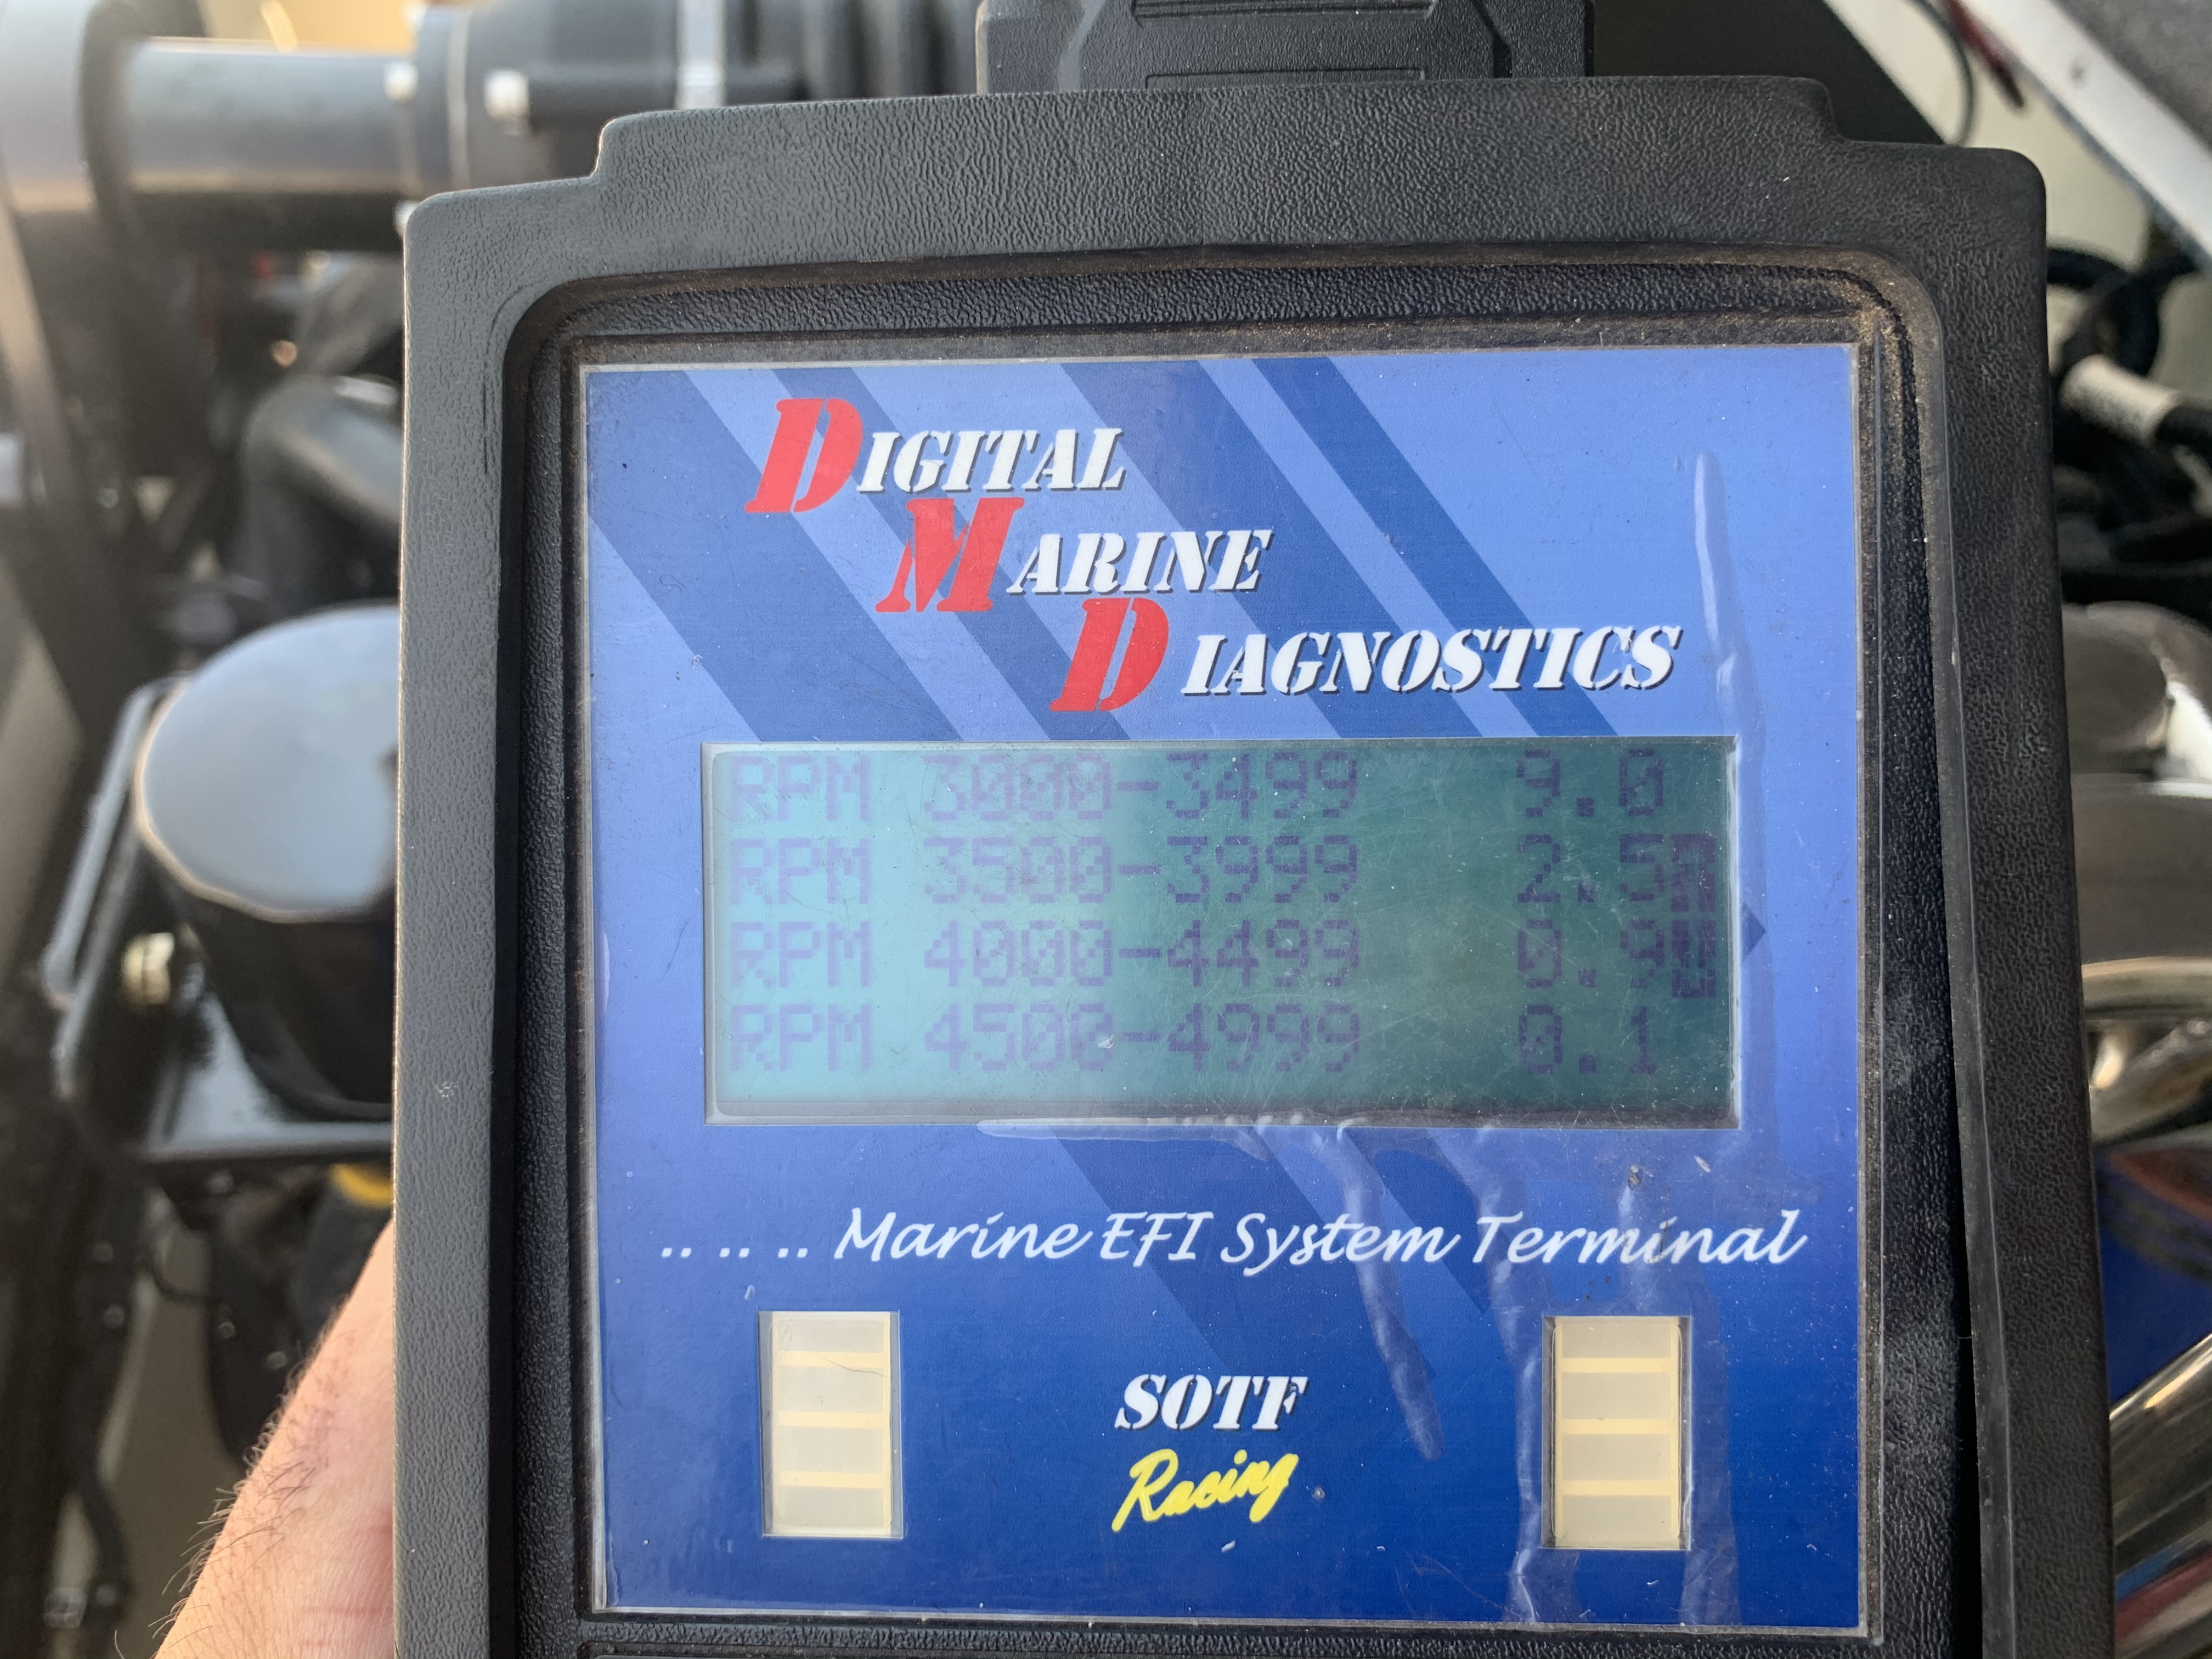 DIGITAL
MARINE
DIAGNOSTICS
RPM 3000-3499 9.0
RPM 3500-3999 2.5
RPM 4000-4499 0.9
RPM 4500-4999 0.1
.. .. .. Marine EFI System Terminal
SOTF
Racing